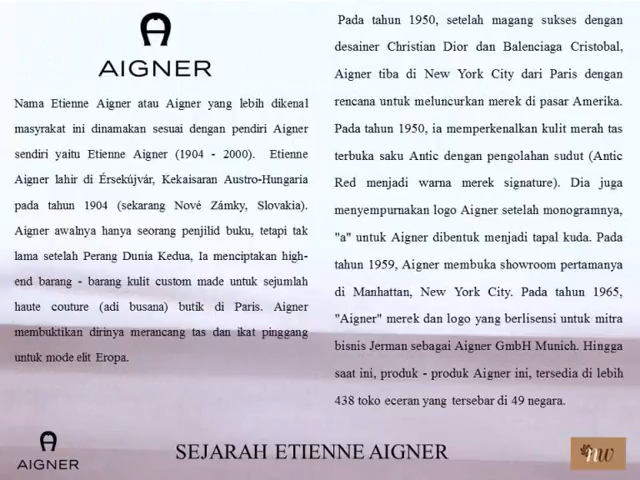 AIGNER
Nama Etienne Aigner atau Aigner yang lebih dikenal
masyrakat ini dinamakan sesuai dengan pendiri Aigner
sendiri yaitu Etienne Aigner (1904 - 2000). Etienne
Aigner lahir di Érsekújvár, Kekaisaran Austro-Hungaria
pada tahun 1904 (sekarang Nové Zámky, Slovakia).
Aigner awalnya hanya seorang penjilid buku, tetapi tak
lama setelah Perang Dunia Kedua, Ia menciptakan high-
end barang - barang kulit custom made untuk sejumlah
haute couture (adi busana) butik di Paris. Aigner
membuktikan dirinya merancang tas dan ikat pinggang
untuk mode elit Eropa.
Pada tahun 1950, setelah magang sukses dengan
desainer Christian Dior dan Balenciaga Cristobal,
Aigner tiba di New York City dari Paris dengan
rencana untuk meluncurkan merek di pasar Amerika.
Pada tahun 1950, ia memperkenalkan kulit merah tas
terbuka saku Antic dengan pengolahan sudut (Antic
Red menjadi warna merek signature). Dia juga
menyempurnakan logo Aigner setelah monogramnya,
"a" untuk Aigner dibentuk menjadi tapal kuda. Pada
tahun 1959, Aigner membuka showroom pertamanya
di Manhattan, New York City. Pada tahun 1965,
"Aigner" merek dan logo yang berlisensi untuk mitra
bisnis Jerman sebagai Aigner GmbH Munich. Hingga
saat ini, produk - produk Aigner ini, tersedia di lebih
438 toko eceran yang tersebar di 49 negara.
AIGNER
SEJARAH ETIENNE AIGNER
nw